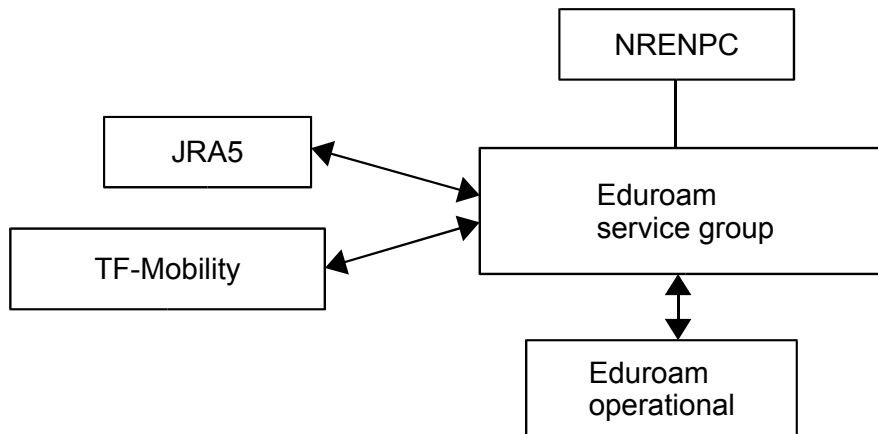 NRENPC
JRA5
Eduroam
service group
TF-Mobility
Eduroam
operational